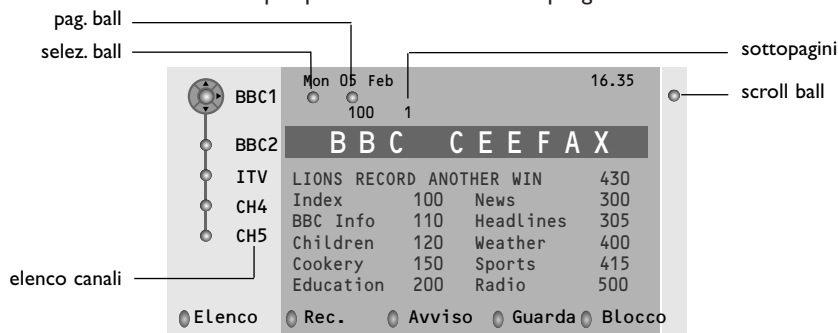 pag. ball
selez. ball
sottopagini
Mon 05 Feb 16.35
BBC1
scroll ball
100 1
BBC2 BBC CEEFAX
ITV LIONS RECORD ANOTHER WIN 430
CH4 Index 100 News 300
BBC Info 110 Headlines 305
CH5 Children 120 Weather 400
elenco canali Cookery 150 Sports 415
Education 200 Radio 500
Elenco Rec. Avviso Guarda Blocco